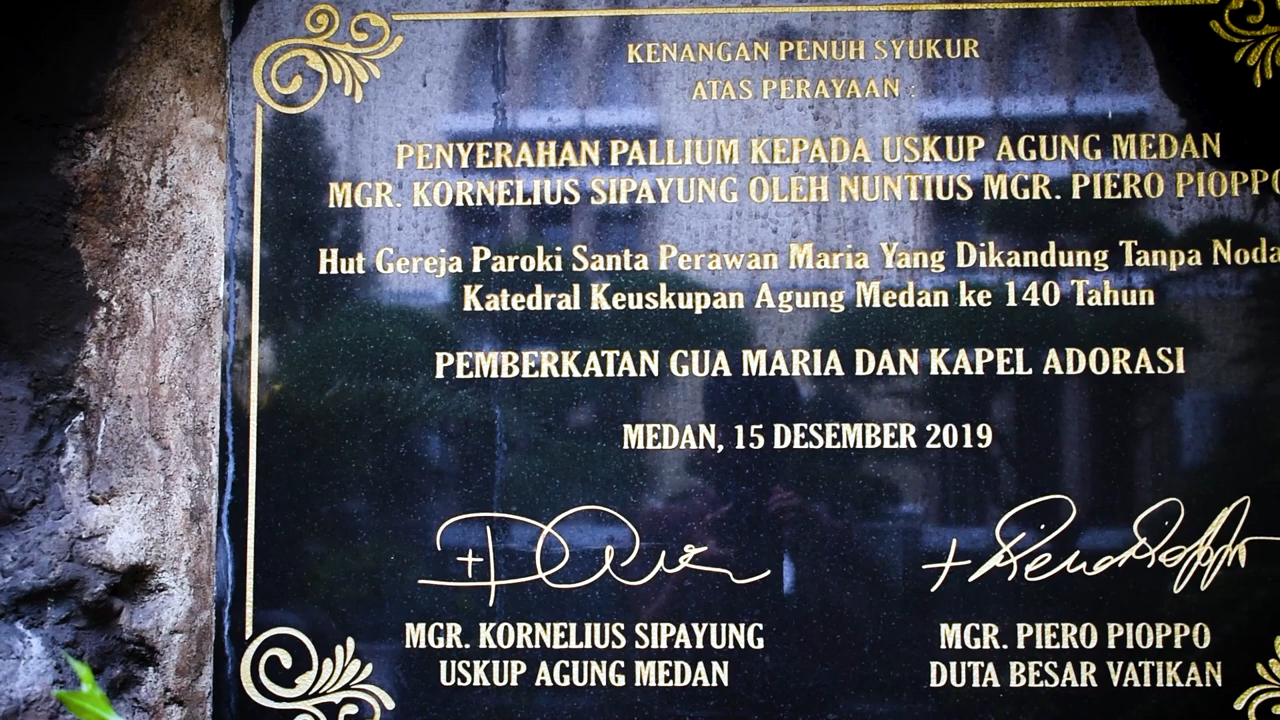 KENANGAN PENUH SYUKUR
ATAS PERAYAAN :
PENYERAHAN PALLIUM KEPADA USKUP AGUNG MEDAN
MGR. KORNELIUS SIPAYUNG OLEH NUNTIUS MGR. PIERO PIOPPO
Hut Gereja Paroki Santa Perawan Maria Yang Dikandung Tanpa Noda
Katedral Keuskupan Agung Medan ke 140 Tahun
PEMBERKATAN GUA MARIA DAN KAPEL ADORASI
MEDAN, 15 DESEMBER 2019
+ Piero Pioppo
MGR. KORNELIUS SIPAYUNG
USKUP AGUNG MEDAN
MGR. PIERO PIOPPO
DUTA BESAR VATIKAN